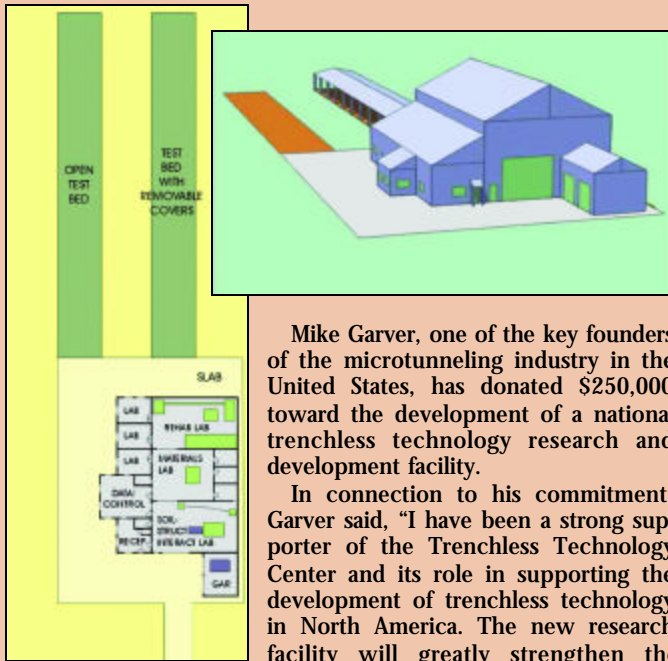 OPEN
TEST
BED
TEST
BED
WITH
REMOVABLE
COVERS
SLAB
LAB
LAB
LAB
REHAB LAB
MATERIALS
LAB
DATA/
CONTROL
SOIL-
STRUCT
INTERACT LAB
RECEP.
GAR
Mike Garver, one of the key founders
of the microtunneling industry in the
United States, has donated $250,000
toward the development of a national
trenchless technology research and
development facility.
In connection to his commitment
Garver said, “I have been a strong sup
porter of the Trenchless Technology
Center and its role in supporting the
development of trenchless technology
in North America. The new research
facility will greatly strengthen the